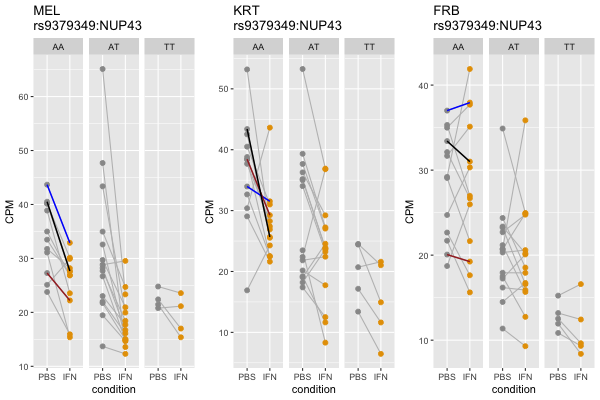 MEL
rs9379349:NUP43
AA AT TT
60
50
40
30
20
10
CPM
PBS IFN PBS IFN PBS IFN
condition
KRT
rs9379349:NUP43
AA AT TT
50
40
30
20
10
CPM
PBS IFN PBS IFN PBS IFN
condition
FRB
rs9379349:NUP43
AA AT TT
40
30
20
10
CPM
PBS IFN PBS IFN PBS IFN
condition